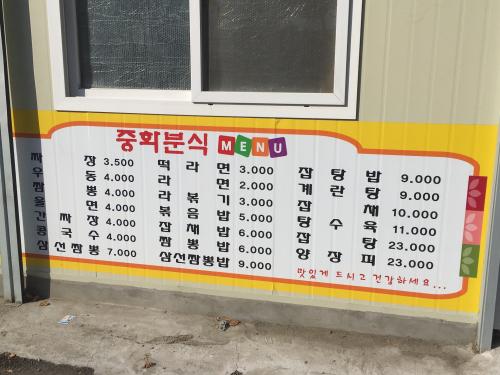 중화분식 MENU
짜 장 3.500
우 동 4.000
짬 뽕 4.000
울 면 4.000
간 짜 장 4.000
콩 국 수 4.000
삼선짬뽕 7.000
떡 라 면 3.000
라 면 2.000
라 볶 기 3.000
볶 음 밥 5.000
잡 채 밥 6.000
짬 뽕 밥 6.000
삼선짬뽕밥 9.000
잡 탕 밥 9.000
계 란 탕 9.000
잡 채 10.000
탕 수 육 11.000
잡 탕 23.000
양 장 피 23.000
맛있게 드시고 건강하세요...